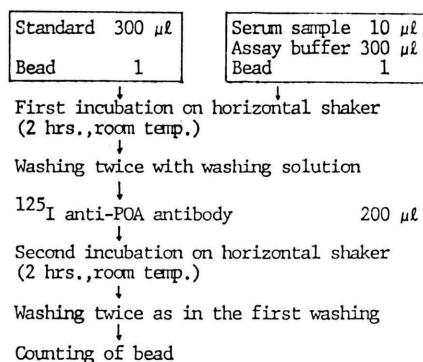 Standard 300 µl
Bead 1
Serum sample 10 µl
Assay buffer 300 µl
Bead 1
First incubation on horizontal shaker
(2 hrs.,room temp.)
Washing twice with washing solution
¹²⁵I anti-POA antibody 200 µl
Second incubation on horizontal shaker
(2 hrs.,room temp.)
Washing twice as in the first washing
Counting of bead